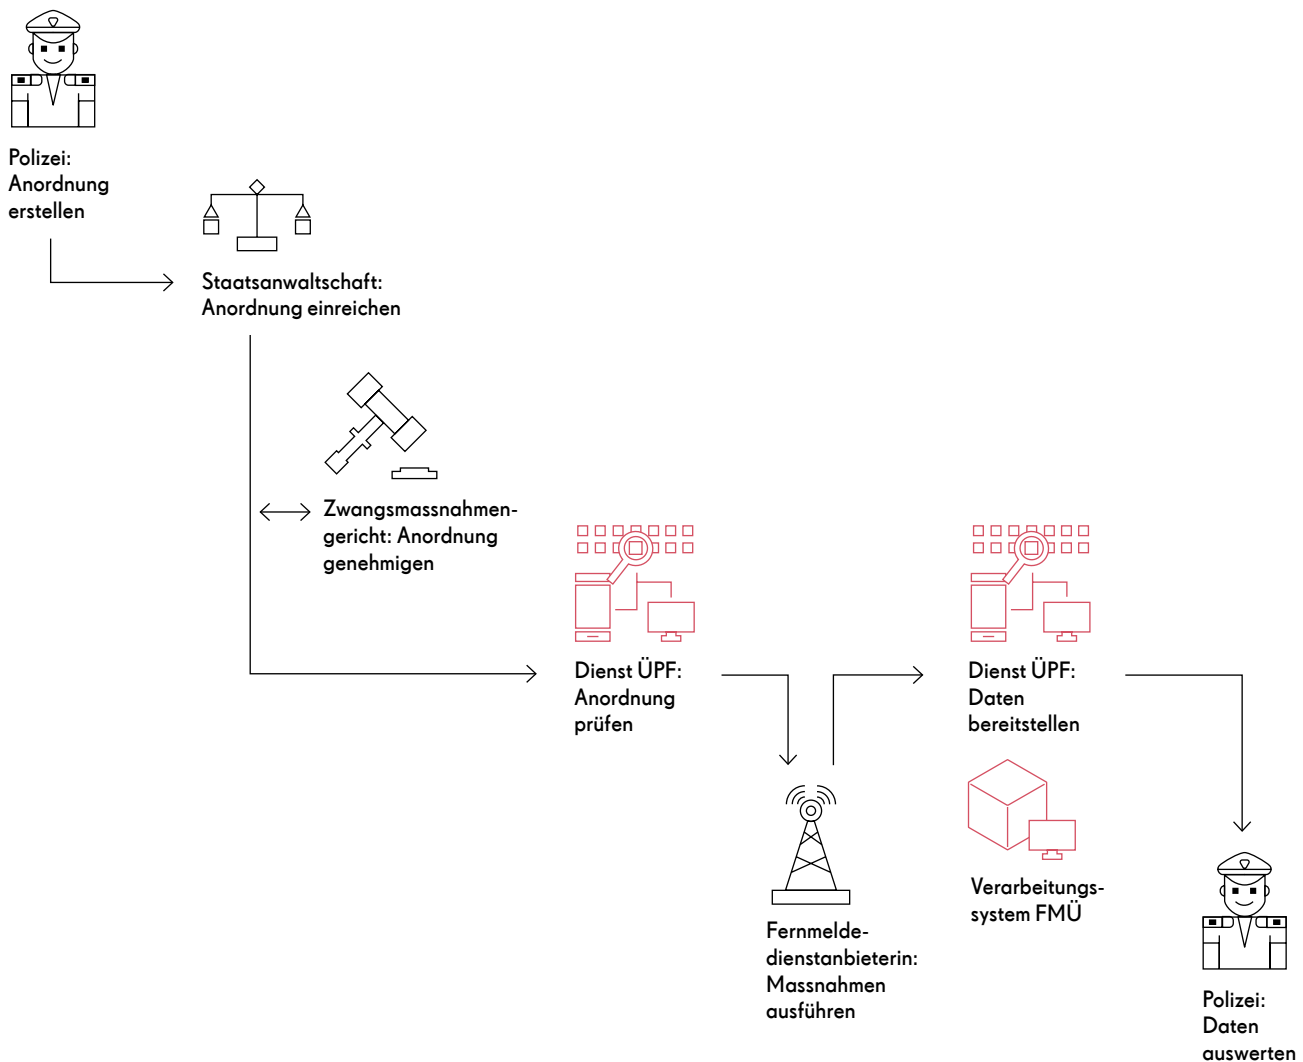 Polizei:
Anordnung
erstellen
Staatsanwaltschaft:
Anordnung einreichen
Zwangsmassnahmen-
gericht: Anordnung
genehmigen
Dienst ÜPF:
Anordnung
prüfen
Fernmelde-
dienstanbieterin:
Massnahmen
ausführen
Dienst ÜPF:
Daten
bereitstellen
Verarbeitungs-
system FMÜ
Polizei:
Daten
auswerten